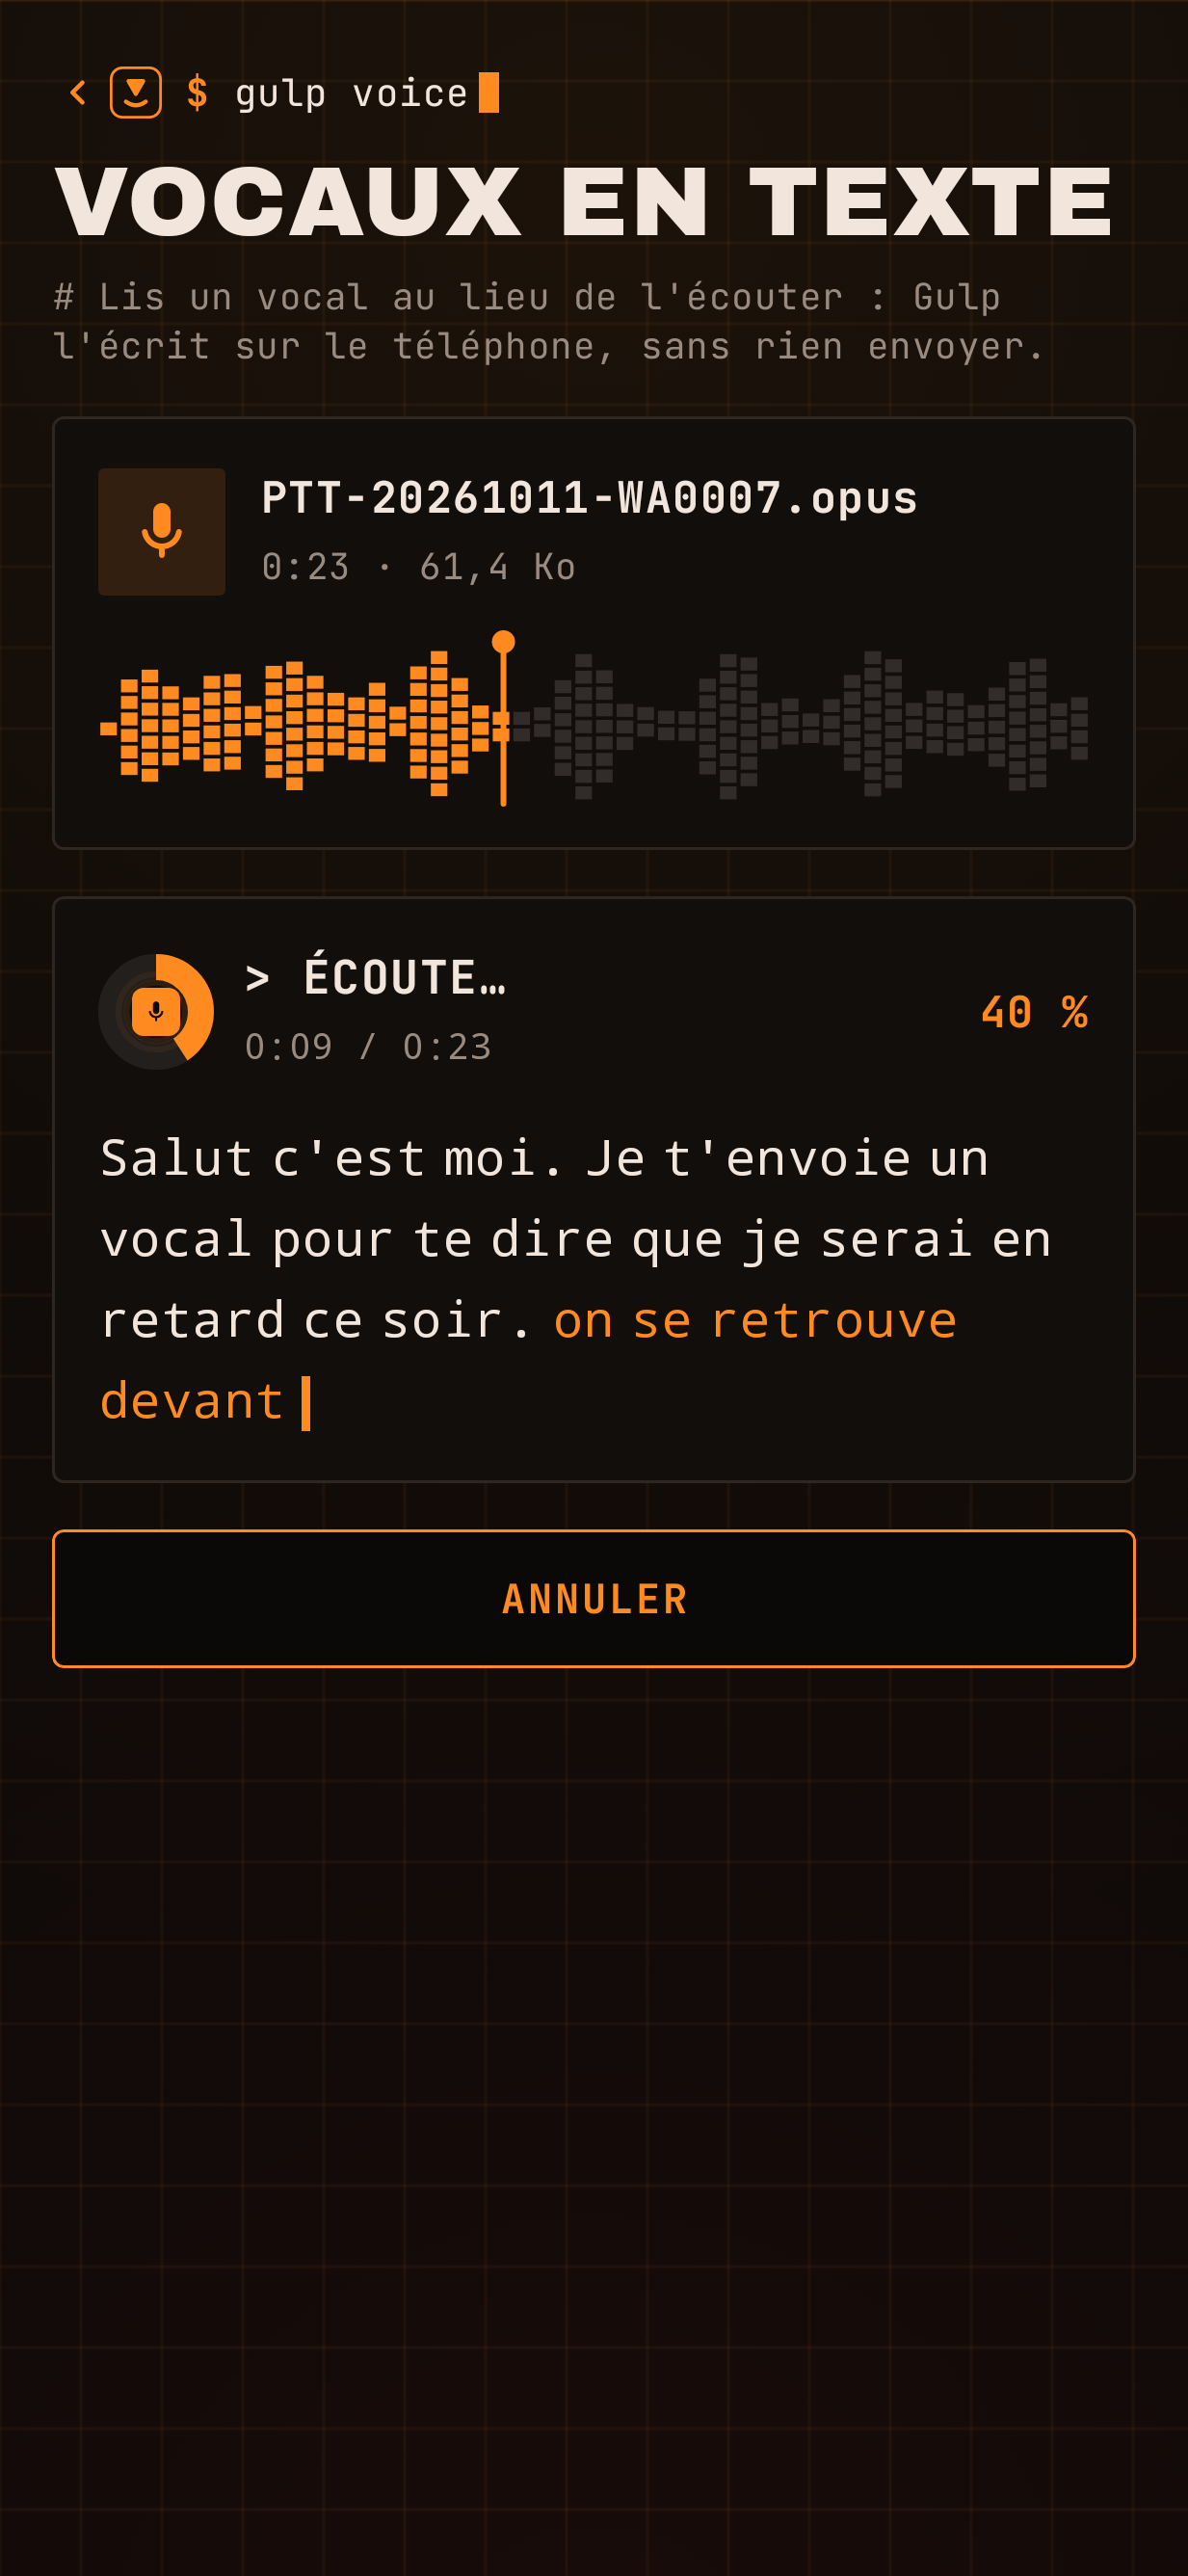 $ gulp voice
VOCAUX EN TEXTE
# Lis un vocal au lieu de l'écouter : Gulp
l'écrit sur le téléphone, sans rien envoyer.
PTT-20261011-WA0007.opus
0:23 · 61,4 Ko
> ÉCOUTE…
0:09 / 0:23
40 %
Salut c'est moi. Je t'envoie un
vocal pour te dire que je serai en
retard ce soir. on se retrouve
devant
ANNULER